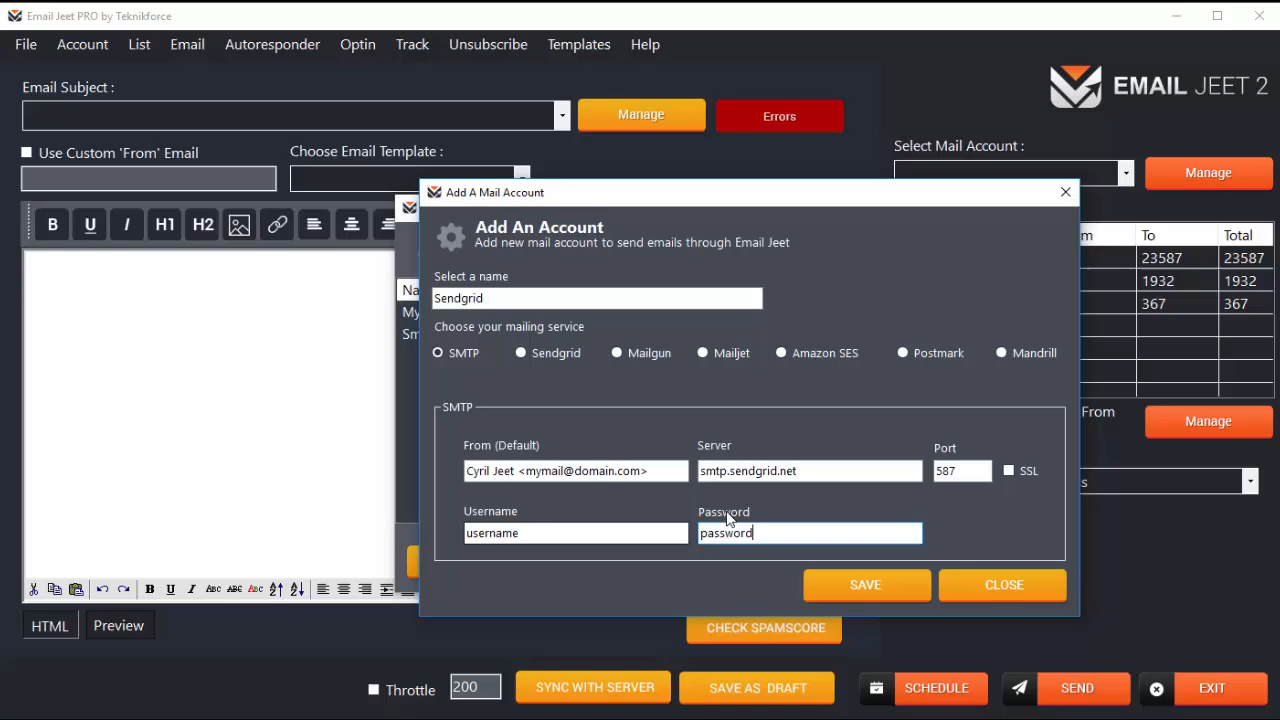 Email Jeet PRO by Teknikforce
File Account List Email Autoresponder Optin Track Unsubscribe Templates Help
Email Subject :
Manage
Errors
EMAIL JEET 2
Use Custom 'From' Email
Choose Email Template :
Select Mail Account :
Manage
B U I H1 H2
Add A Mail Account
Add An Account
Add new mail account to send emails through Email Jeet
Select a name
Sendgrid
Choose your mailing service
SMTP Sendgrid Mailgun Mailjet Amazon SES Postmark Mandrill
SMTP
From (Default)
Server
Port
Cyril Jeet <mymail@domain.com>
smtp.sendgrid.net
587
SSL
Username
Password
username
password
SAVE
CLOSE
To Total
23587 23587
1932 1932
367 367
From
Manage
B U I ABC ABC ABC
HTML
Preview
CHECK SPAMSCORE
Throttle
200
SYNC WITH SERVER
SAVE AS DRAFT
SCHEDULE
SEND
EXIT